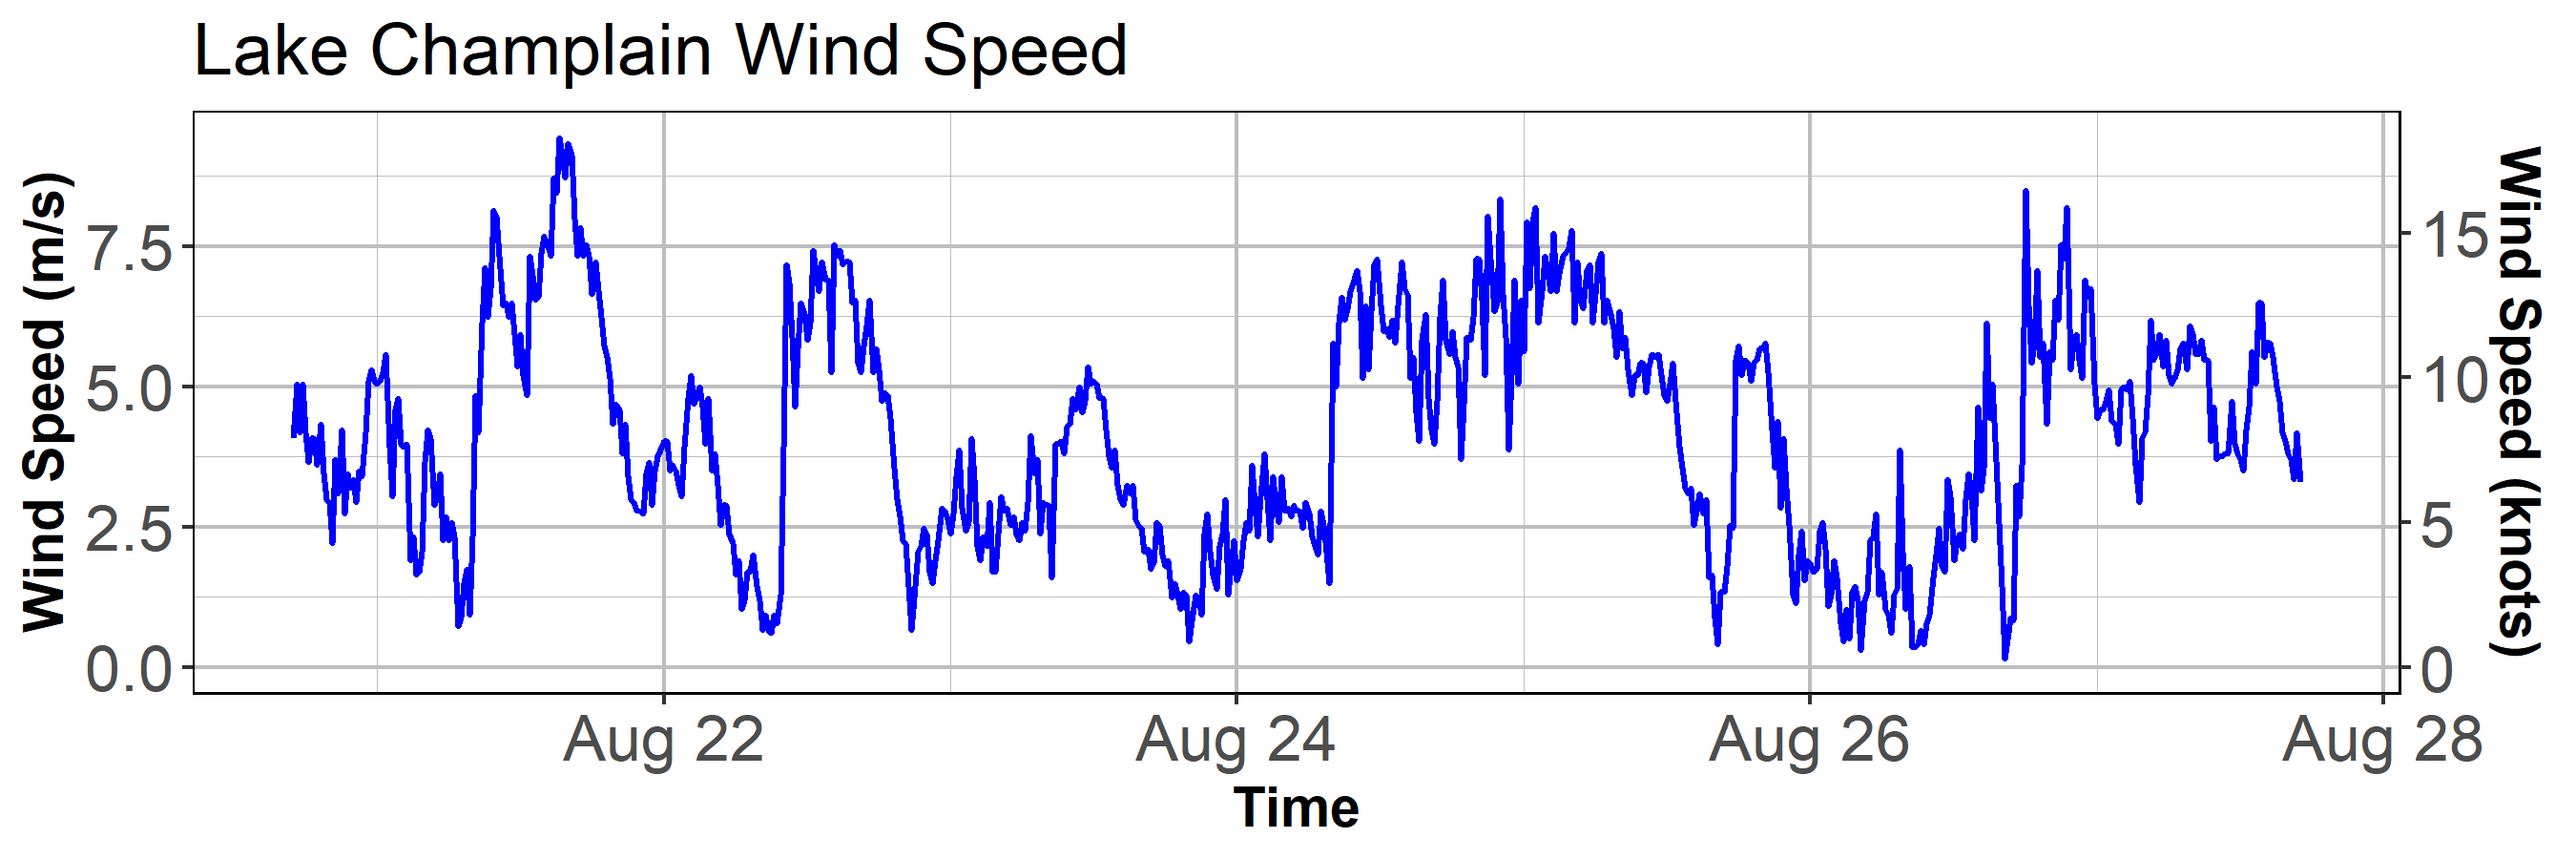 Lake Champlain Wind Speed
Wind Speed (m/s)
7.5
5.0
2.5
0.0
Wind Speed (knots)
15
10
5
0
Aug 22
Aug 24
Aug 26
Aug 28
Time